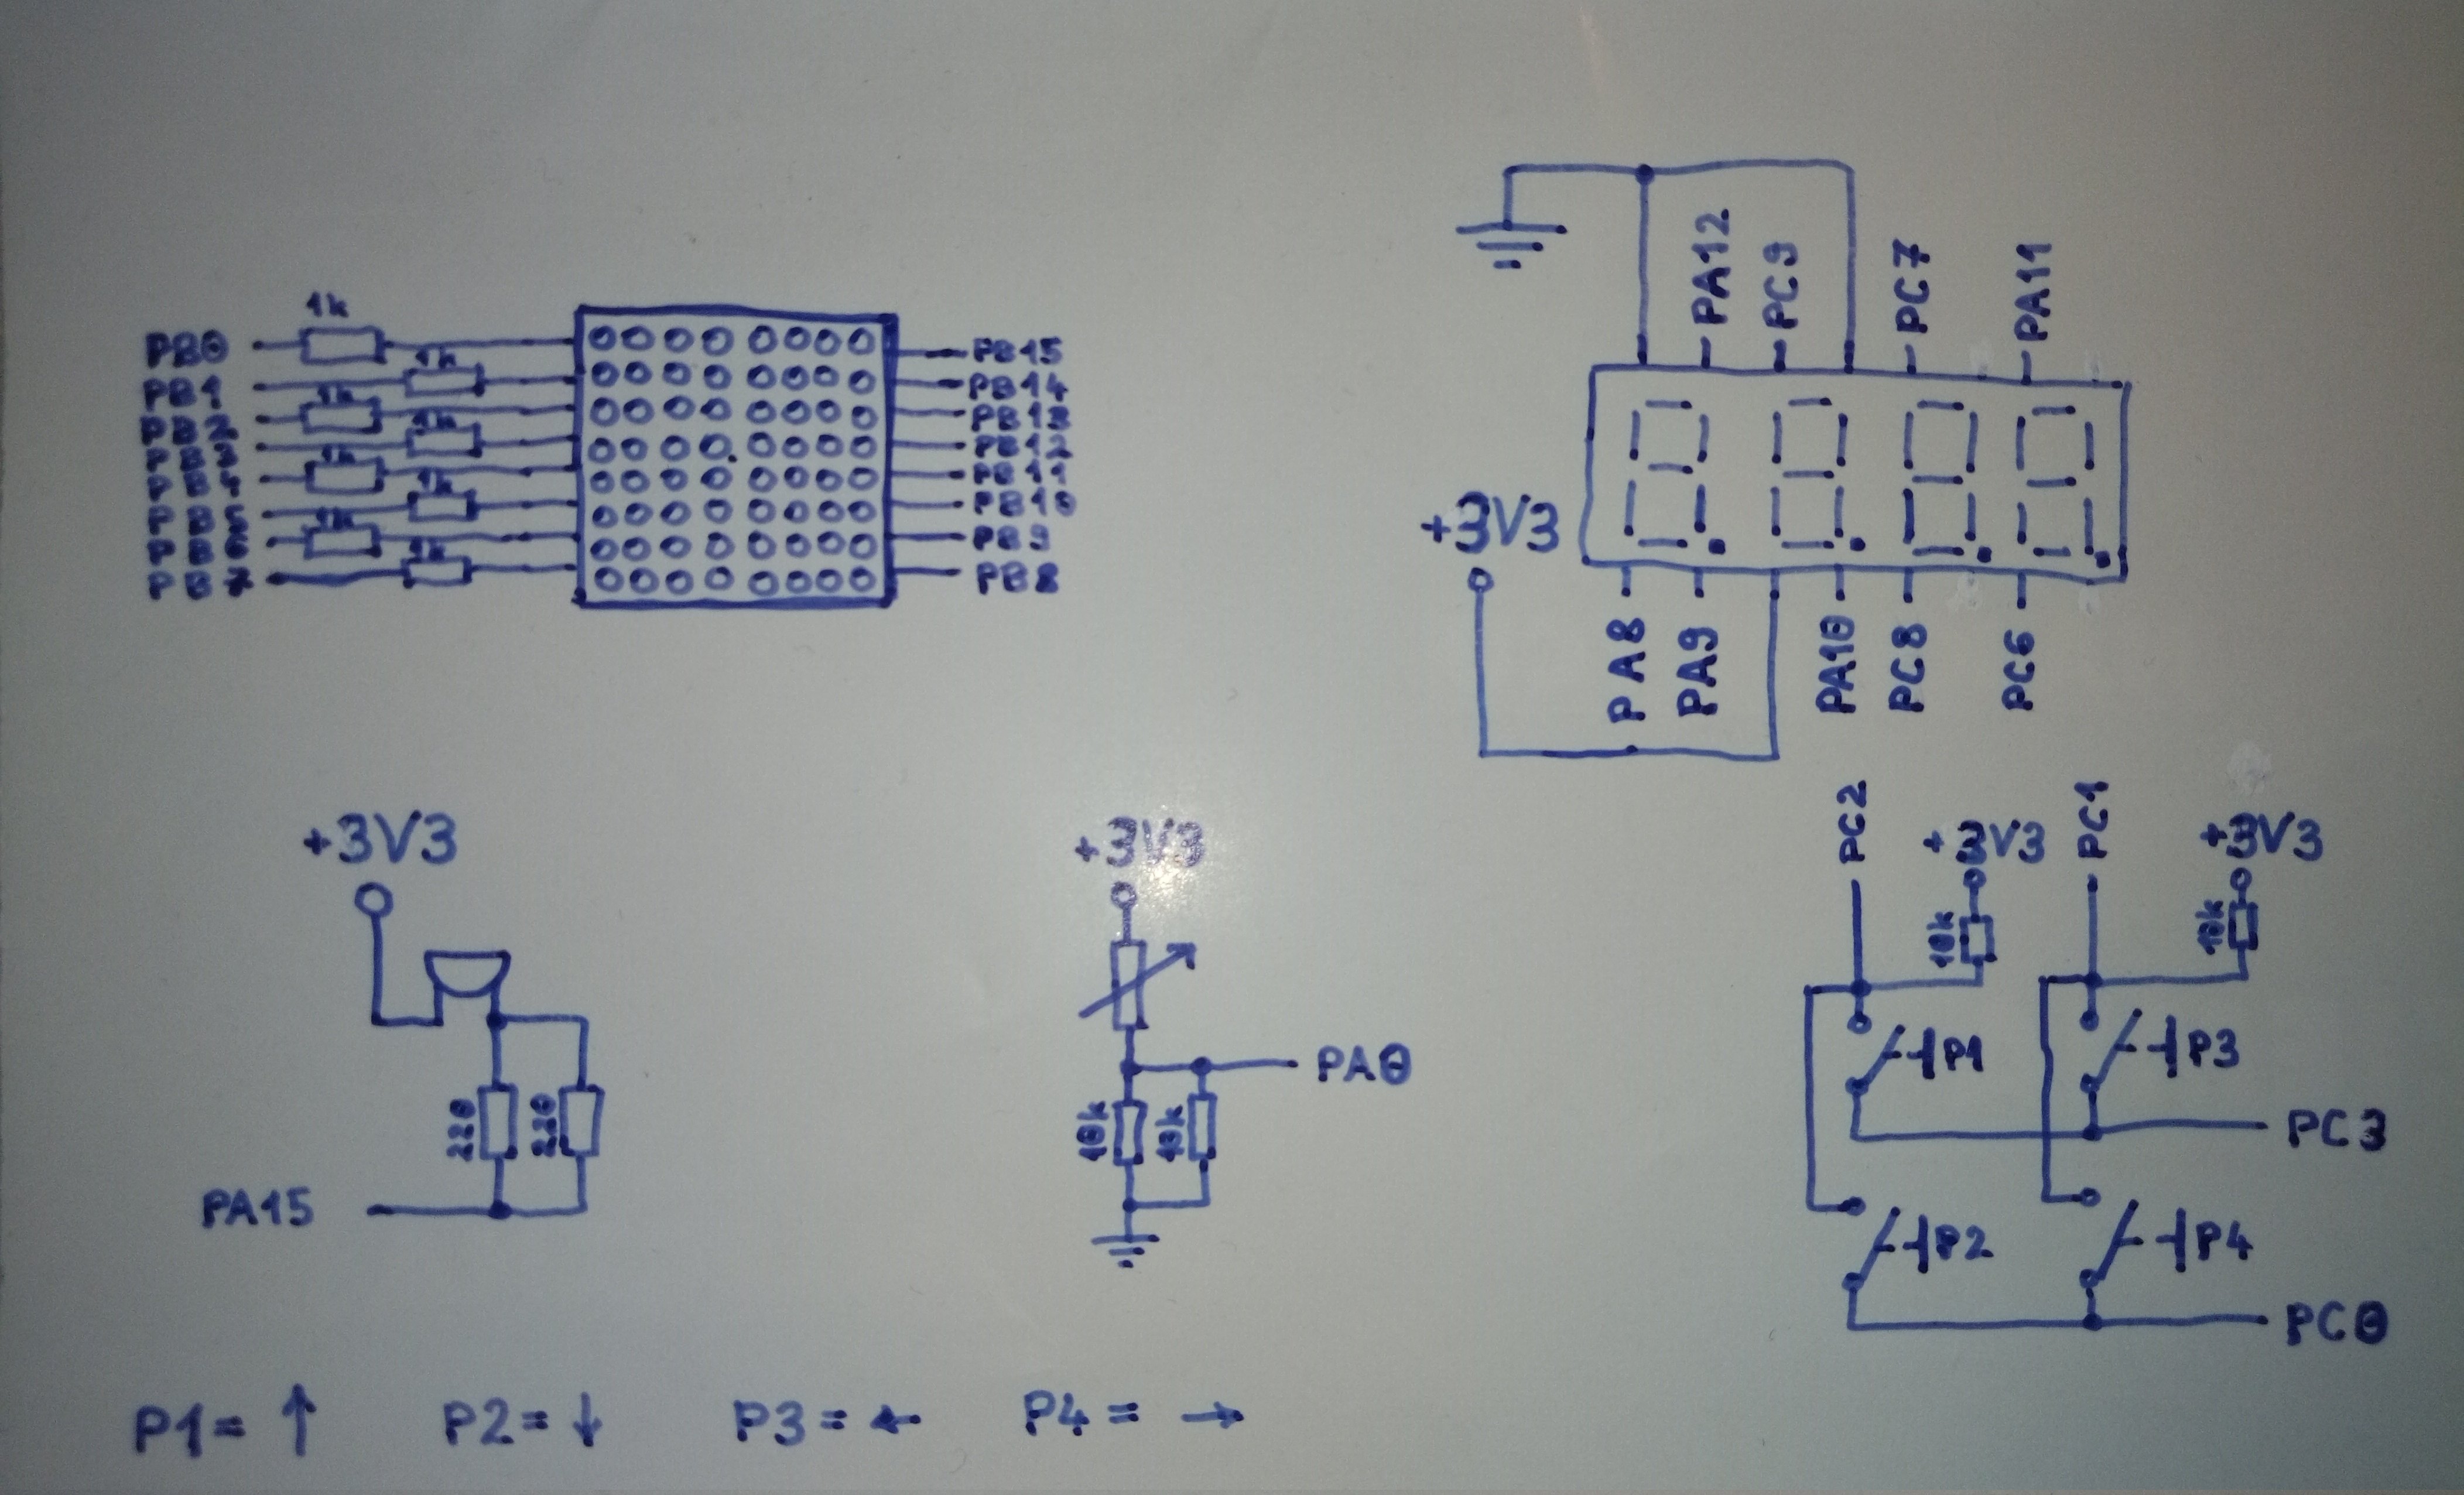 1k
PB0
1k
PB1
1k
PB2
1k
PB3
1k
PB4
1k
PB5
1k
PB6
1k
PB7
PB15
PB14
PB13
PB12
PB11
PB10
PB9
PB8
PA12
PC9
PC7
PA11
+3V3
PA8
PA9
PA10
PC8
PC6
+3V3
220
220
PA15
+3V3
PA0
10k
10k
PC2
+3V3
PC1
+3V3
10k
10k
P1
P3
PC3
P2
P4
PC0
P1= ↑ P2= ↓ P3= ← P4= →